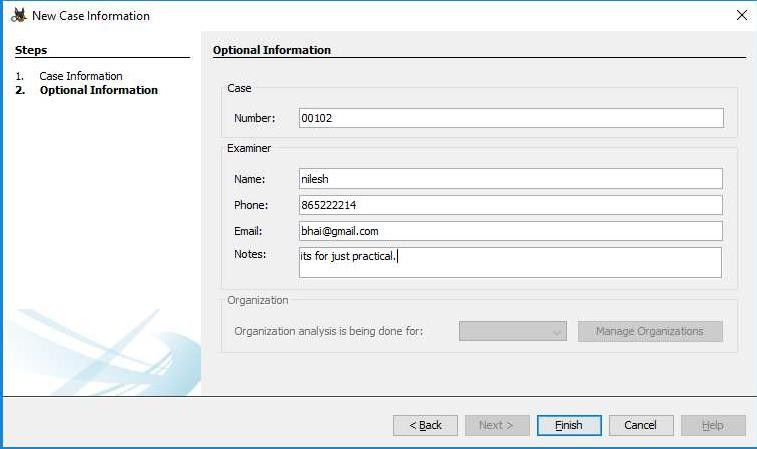 New Case Information
Steps
1. Case Information
2. Optional Information
Optional Information
Case
Number: 00102
Examiner
Name: nilesh
Phone: 865222214
Email: bhai@gmail.com
Notes: its for just practical.
Organization
Organization analysis is being done for: Manage Organizations
< Back Next > Finish Cancel Help